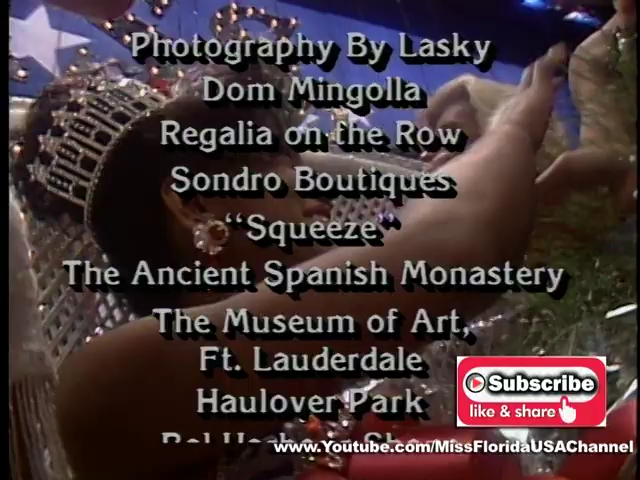 Photography By Lasky
Dom Mingolla
Regalia on the Row
Sondro Boutiques
“Squeeze”
The Ancient Spanish Monastery
The Museum of Art,
Ft. Lauderdale
Haulover Park
Subscribe
like & share
www.Youtube.com/MissFloridaUSAChannel